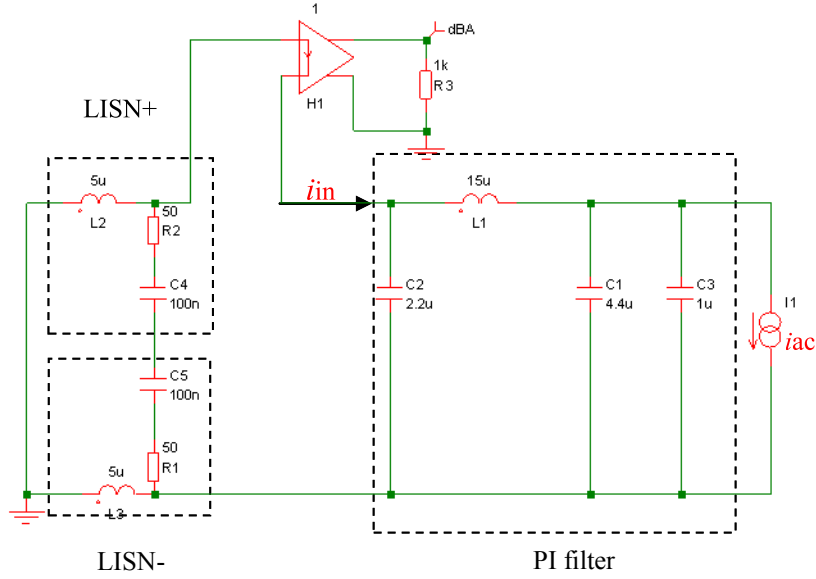 1
dBA
1k
R3
H1
LISN+
5u
L2
50
R2
C4
100n
iin
15u
L1
C2
2.2u
C1
4.4u
C3
1u
I1
iac
C5
100n
50
R1
5u
L3
LISN-
PI filter